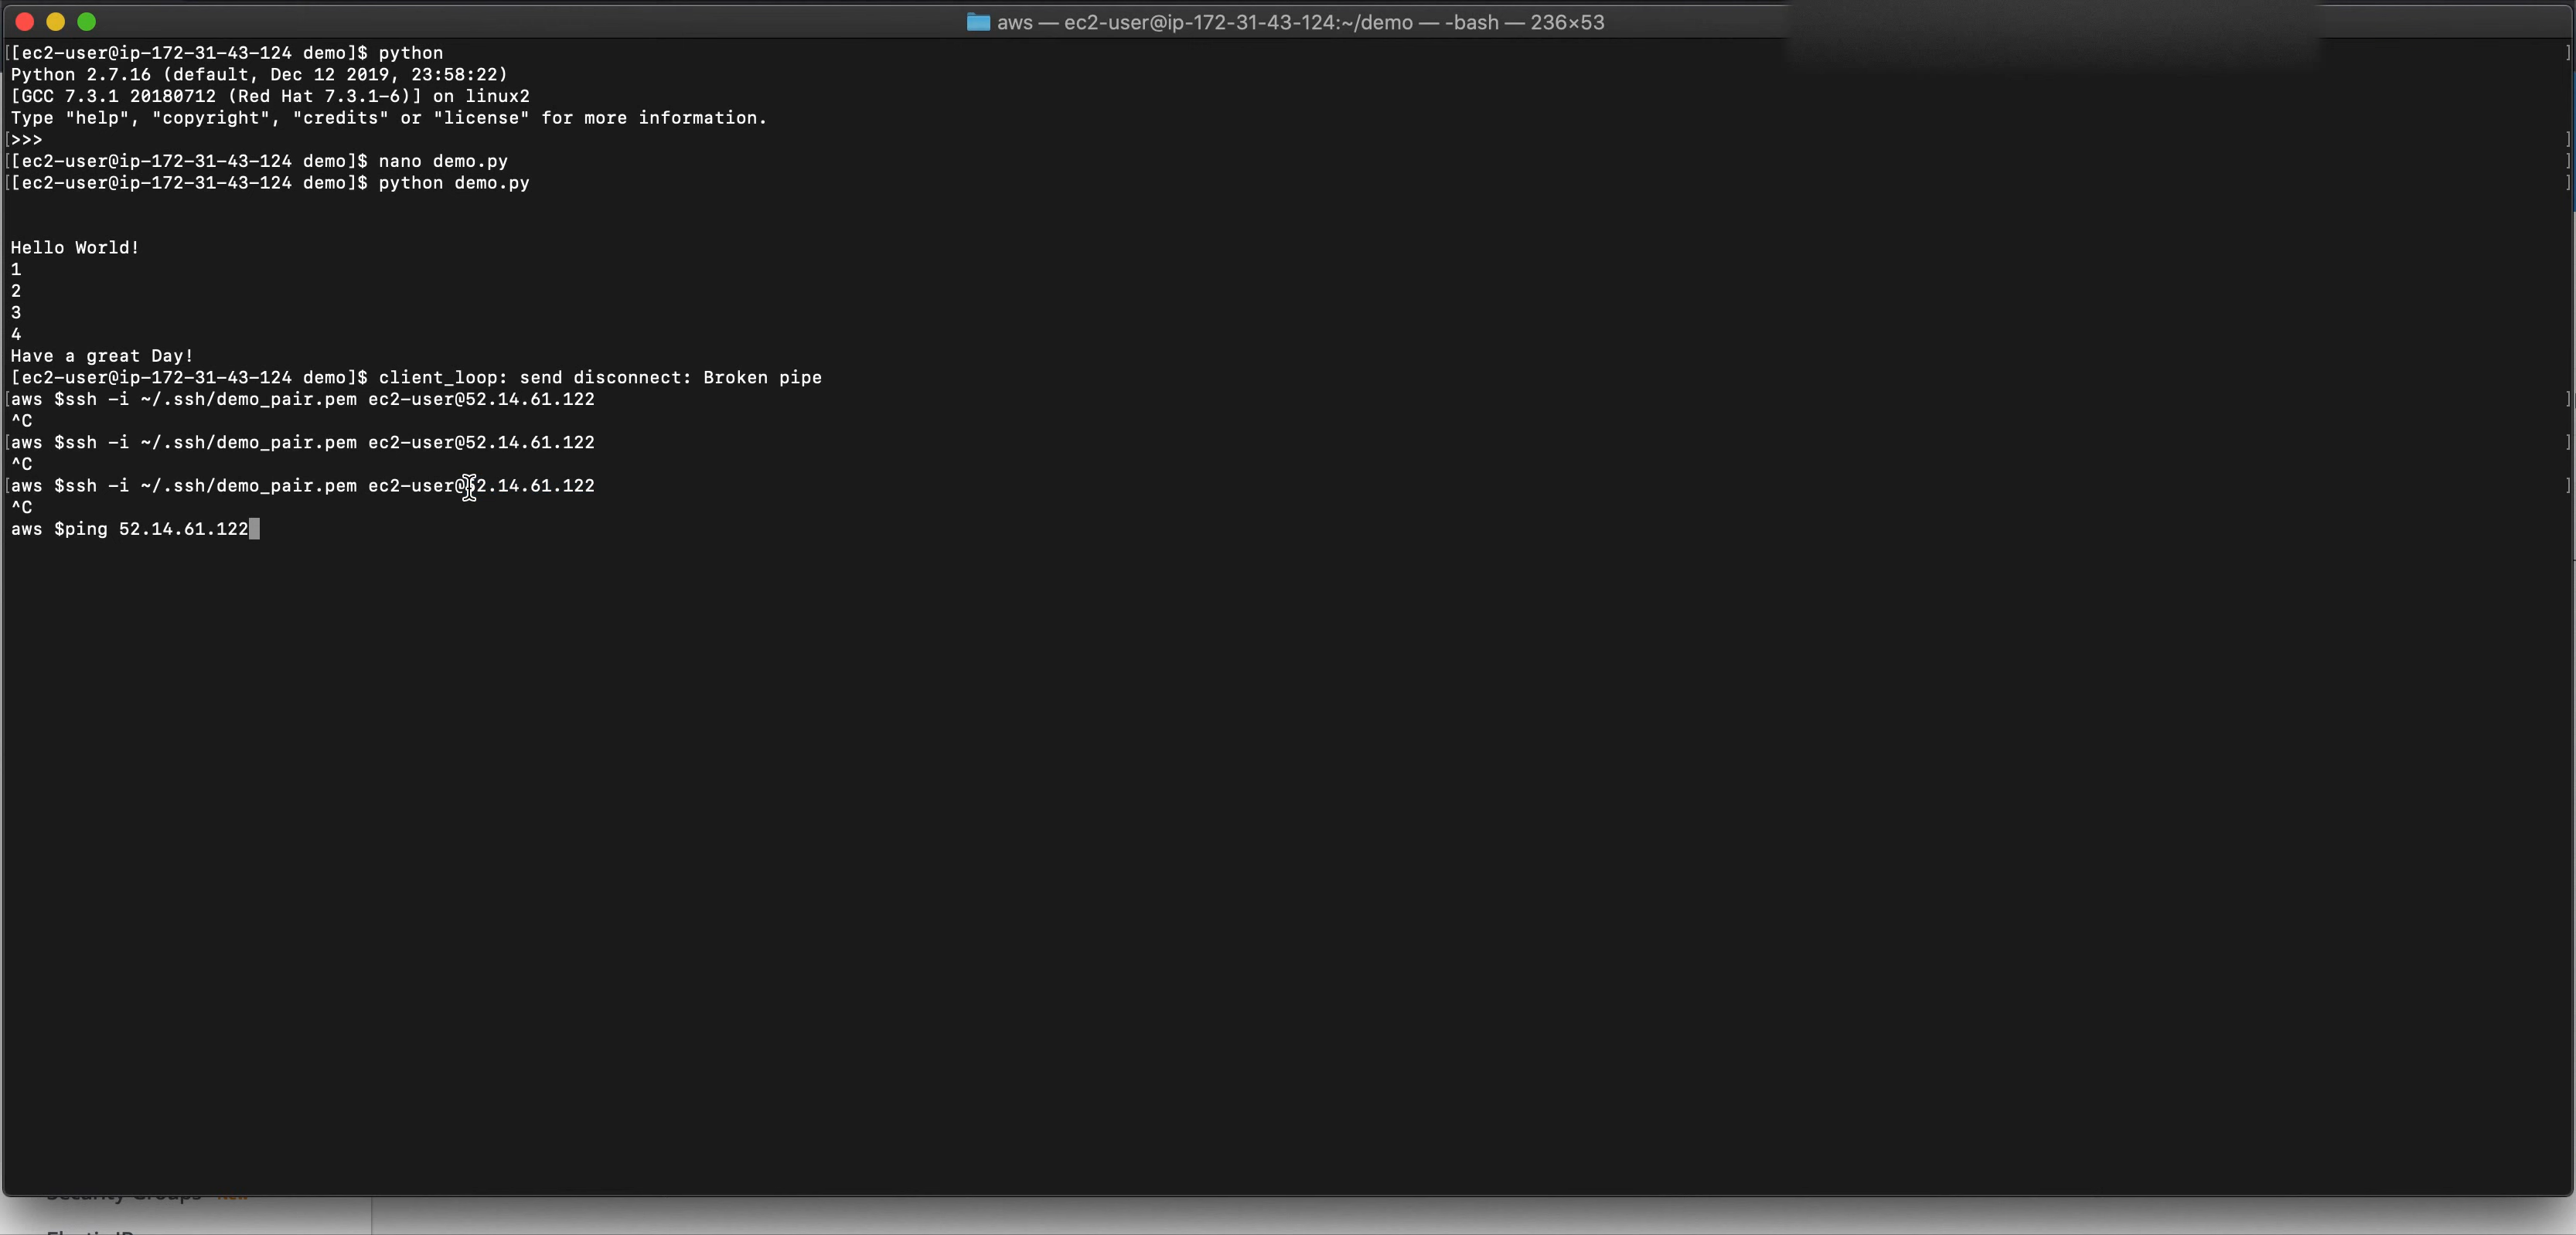 aws — ec2-user@ip-172-31-43-124:~/demo — -bash — 236×53
[[ec2-user@ip-172-31-43-124 demo]$ python ]
Python 2.7.16 (default, Dec 12 2019, 23:58:22)
[GCC 7.3.1 20180712 (Red Hat 7.3.1-6)] on linux2
Type "help", "copyright", "credits" or "license" for more information.
[>>> ]
[[ec2-user@ip-172-31-43-124 demo]$ nano demo.py ]
[[ec2-user@ip-172-31-43-124 demo]$ python demo.py ]
Hello World!
1
2
3
4
Have a great Day!
[ec2-user@ip-172-31-43-124 demo]$ client_loop: send disconnect: Broken pipe
[aws $ssh -i ~/.ssh/demo_pair.pem ec2-user@52.14.61.122 ]
^C
[aws $ssh -i ~/.ssh/demo_pair.pem ec2-user@52.14.61.122 ]
^C
[aws $ssh -i ~/.ssh/demo_pair.pem ec2-user@52.14.61.122 ]
^C
aws $ping 52.14.61.122
Security Groups New